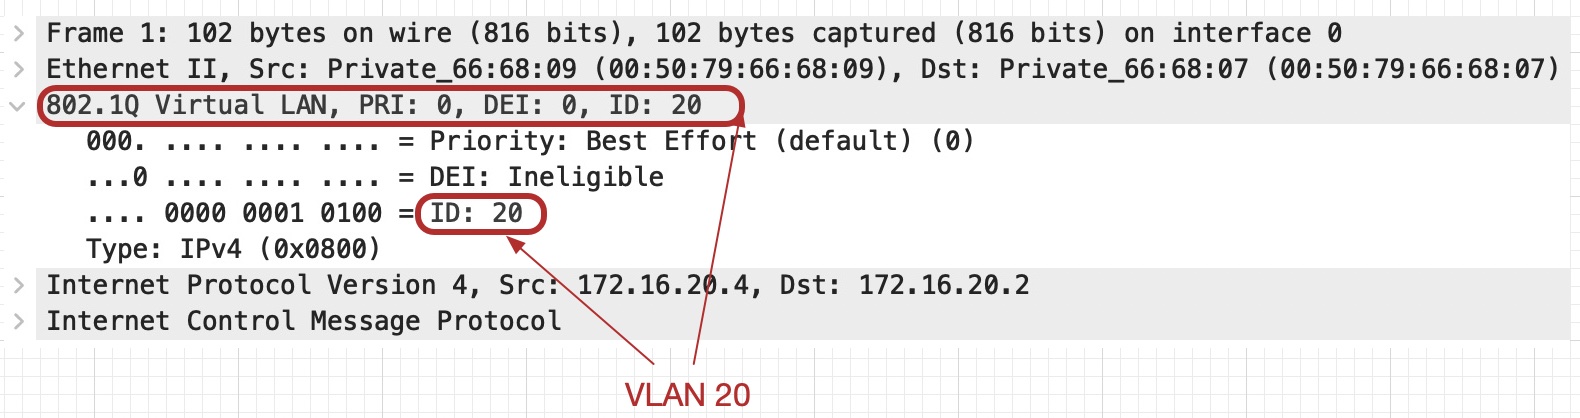 Frame 1: 102 bytes on wire (816 bits), 102 bytes captured (816 bits) on interface 0
Ethernet II, Src: Private_66:68:09 (00:50:79:66:68:09), Dst: Private_66:68:07 (00:50:79:66:68:07)
802.1Q Virtual LAN, PRI: 0, DEI: 0, ID: 20
000. .... .... .... = Priority: Best Effort (default) (0)
...0 .... .... .... = DEI: Ineligible
.... 0000 0001 0100 = ID: 20
Type: IPv4 (0x0800)
Internet Protocol Version 4, Src: 172.16.20.4, Dst: 172.16.20.2
Internet Control Message Protocol
VLAN 20